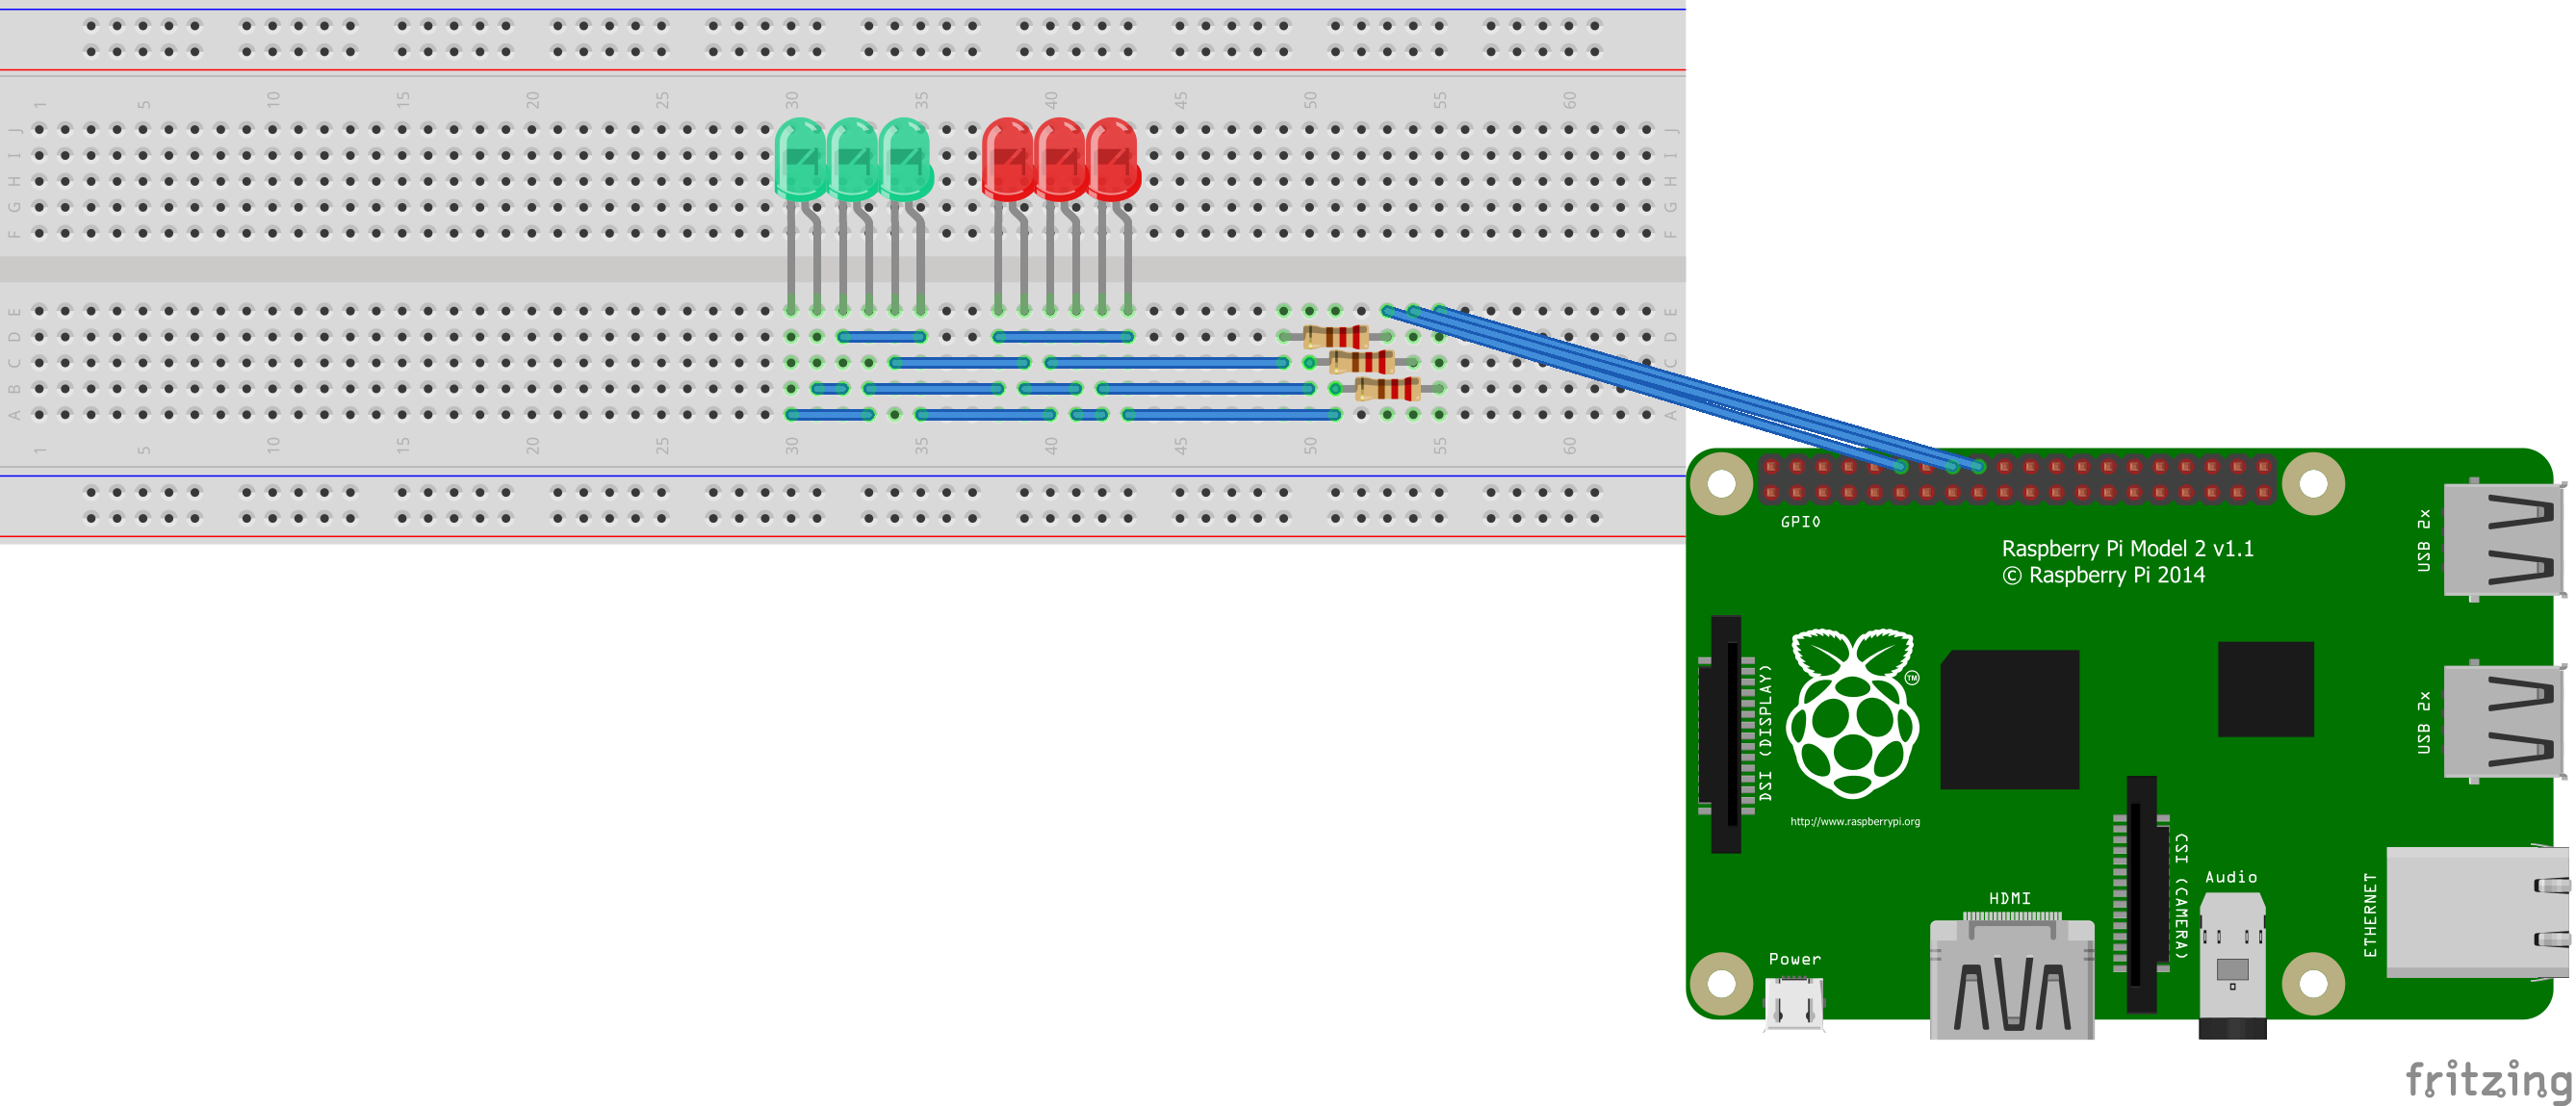 1 5 10 15 20 25 30 35 40 45 50 55 60
J J
I I
H H
G G
F F
E E
D D
C C
B B
A A
1 5 10 15 20 25 30 35 40 45 50 55 60
GPIO
Raspberry Pi Model 2 v1.1
© Raspberry Pi 2014
USB 2x
DSI (DISPLAY)
TM
USB 2x
http://www.raspberrypi.org
CSI (CAMERA)
Audio
ETHERNET
HDMI
Power
fritzing